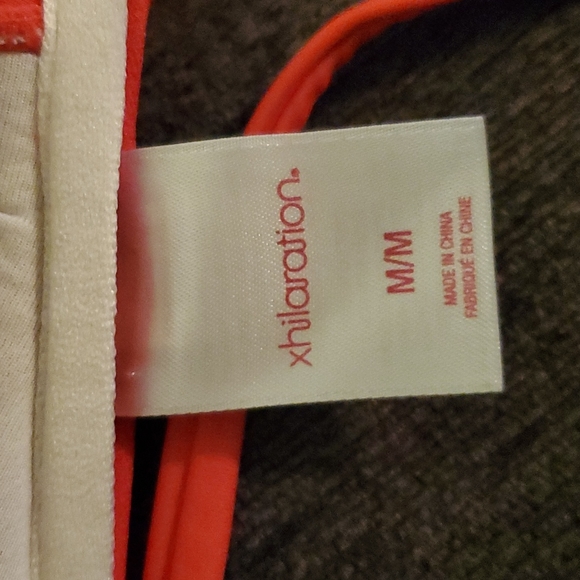 xhilaration.
M/M
MADE IN CHINA
FABRIQUÉ EN CHINE